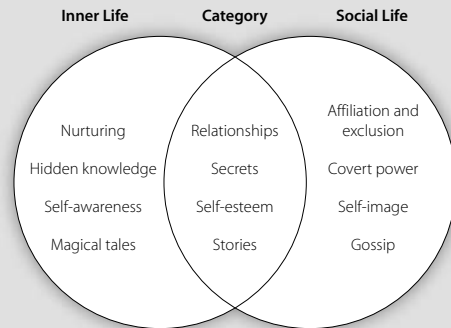 Inner Life Category Social Life
Affiliation and
Nurturing Relationships exclusion
Hidden knowledge Secrets Covert power
Self-awareness Self-esteem Self-image
Magical tales Stories Gossip